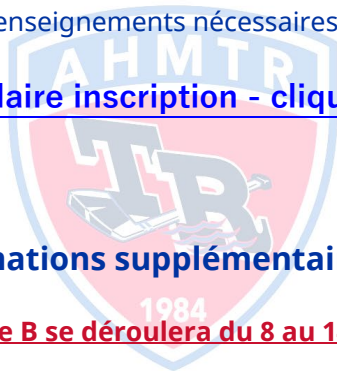 enseignements nécessaires
AHMTR
laire inscription - cliqu
TR
nations supplémentai
1984
e B se déroulera du 8 au 1